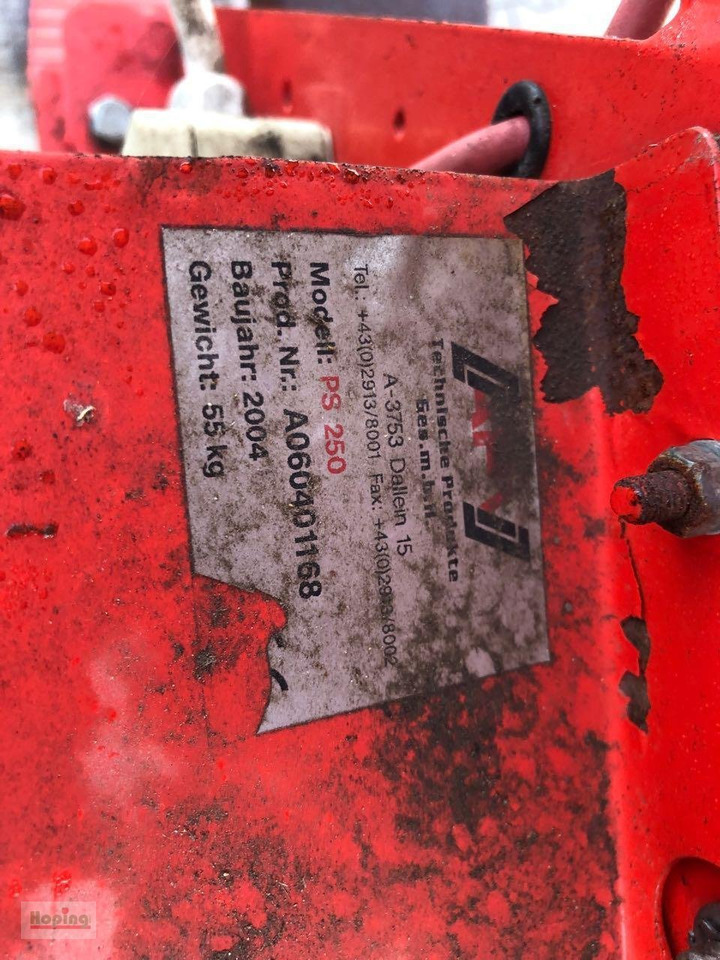 APV
Technische Produkte
Ges.m.b.H.
A-3753 Dallein 15
Tel.: +43(0)2913/8001 Fax: +43(0)2913/8002
Modell: PS 250
Prod. Nr.: A060401168
Baujahr: 2004
Gewicht: 55 kg
Hoping